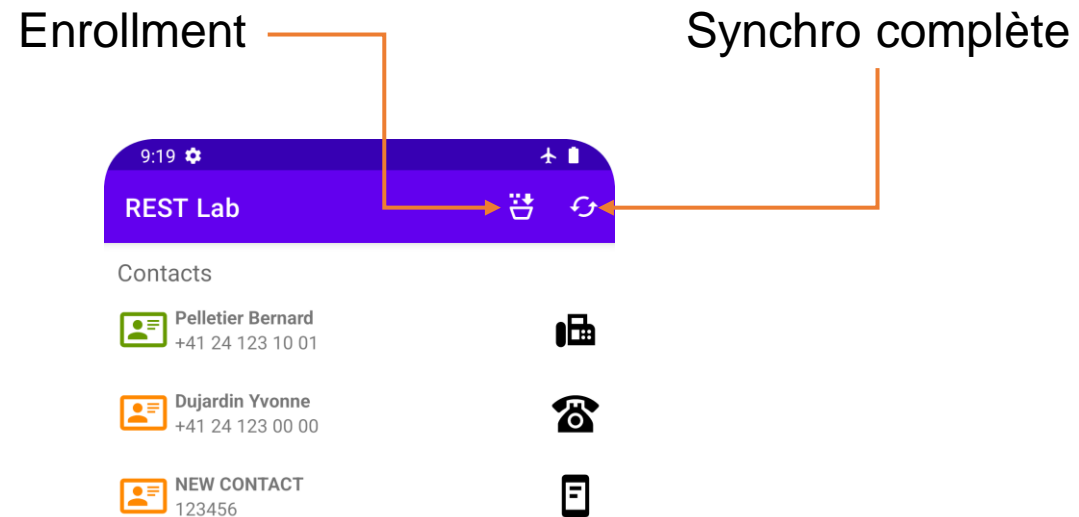 Enrollment
Synchro complète
9:19
REST Lab
Contacts
Pelletier Bernard
+41 24 123 10 01
Dujardin Yvonne
+41 24 123 00 00
NEW CONTACT
123456